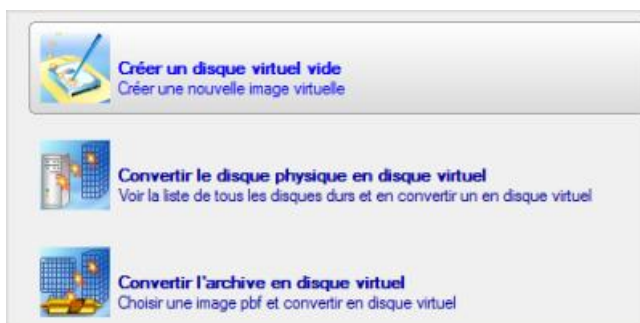 Créer un disque virtuel vide
Créer une nouvelle image virtuelle
Convertir le disque physique en disque virtuel
Voir la liste de tous les disques durs et en convertir un en disque virtuel
Convertir l'archive en disque virtuel
Choisir une image pbf et convertir en disque virtuel